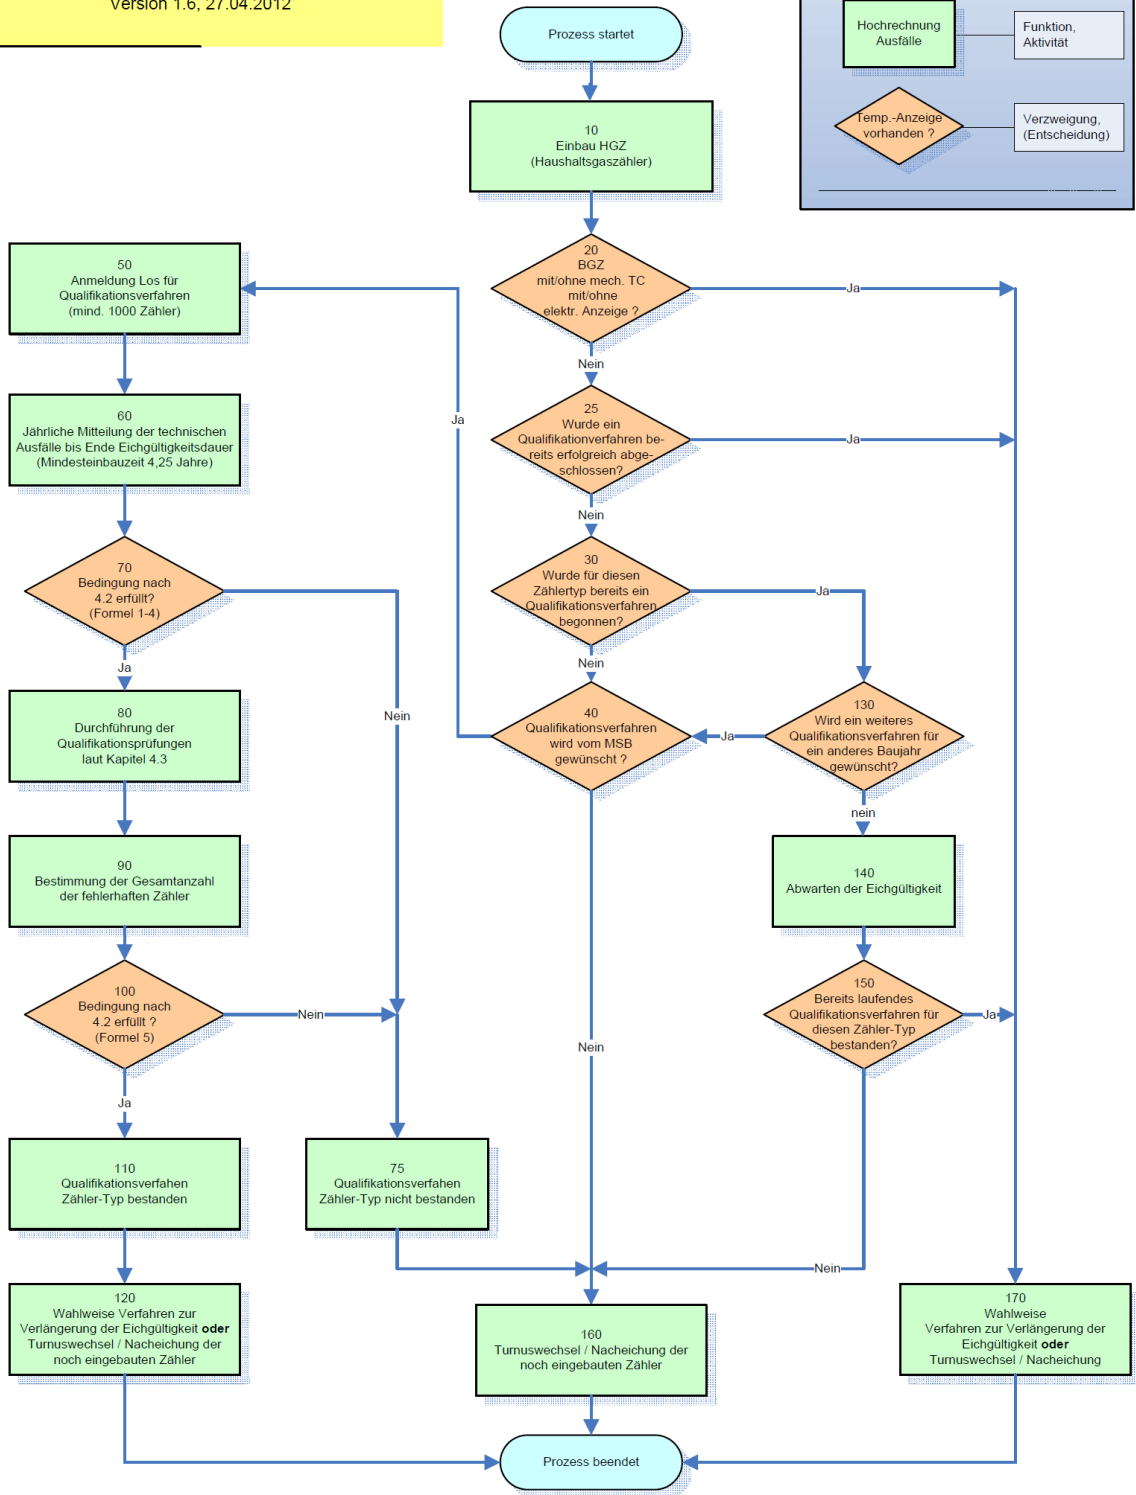 Version 1.6, 27.04.2012
Prozess startet
Hochrechnung
Ausfälle
Funktion,
Aktivität
Temp.-Anzeige
vorhanden ?
Verzweigung,
(Entscheidung)
10
Einbau HGZ
(Haushaltsgaszähler)
20
BGZ
mit/ohne mech. TC
mit/ohne
elektr. Anzeige ?
Ja
Nein
50
Anmeldung Los für
Qualifikationsverfahren
(mind. 1000 Zähler)
25
Wurde ein
Qualifikationverfahren be-
reits erfolgreich abge-
schlossen?
Ja
Nein
Ja
60
Jährliche Mitteilung der technischen
Ausfälle bis Ende Eichgültigkeitsdauer
(Mindesteinbauzeit 4,25 Jahre)
30
Wurde für diesen
Zählertyp bereits ein
Qualifikationsverfahren
begonnen?
Ja
Nein
70
Bedingung nach
4.2 erfüllt?
(Formel 1-4)
Ja
Nein
40
Qualifikationsverfahren
wird vom MSB
gewünscht ?
Ja
130
Wird ein weiteres
Qualifikationsverfahren für
ein anderes Baujahr
gewünscht?
nein
80
Durchführung der
Qualifikationsprüfungen
laut Kapitel 4.3
90
Bestimmung der Gesamtanzahl
der fehlerhaften Zähler
140
Abwarten der Eichgültigkeit
100
Bedingung nach
4.2 erfüllt ?
(Formel 5)
Nein
Ja
Nein
150
Bereits laufendes
Qualifikationsverfahren für
diesen Zähler-Typ
bestanden?
Ja
Nein
110
Qualifikationsverfahen
Zähler-Typ bestanden
75
Qualifikationsverfahen
Zähler-Typ nicht bestanden
120
Wahlweise Verfahren zur
Verlängerung der Eichgültigkeit oder
Turnuswechsel / Nacheichung der
noch eingebauten Zähler
160
Turnuswechsel / Nacheichung der
noch eingebauten Zähler
170
Wahlweise
Verfahren zur Verlängerung der
Eichgültigkeit oder
Turnuswechsel / Nacheichung
Prozess beendet